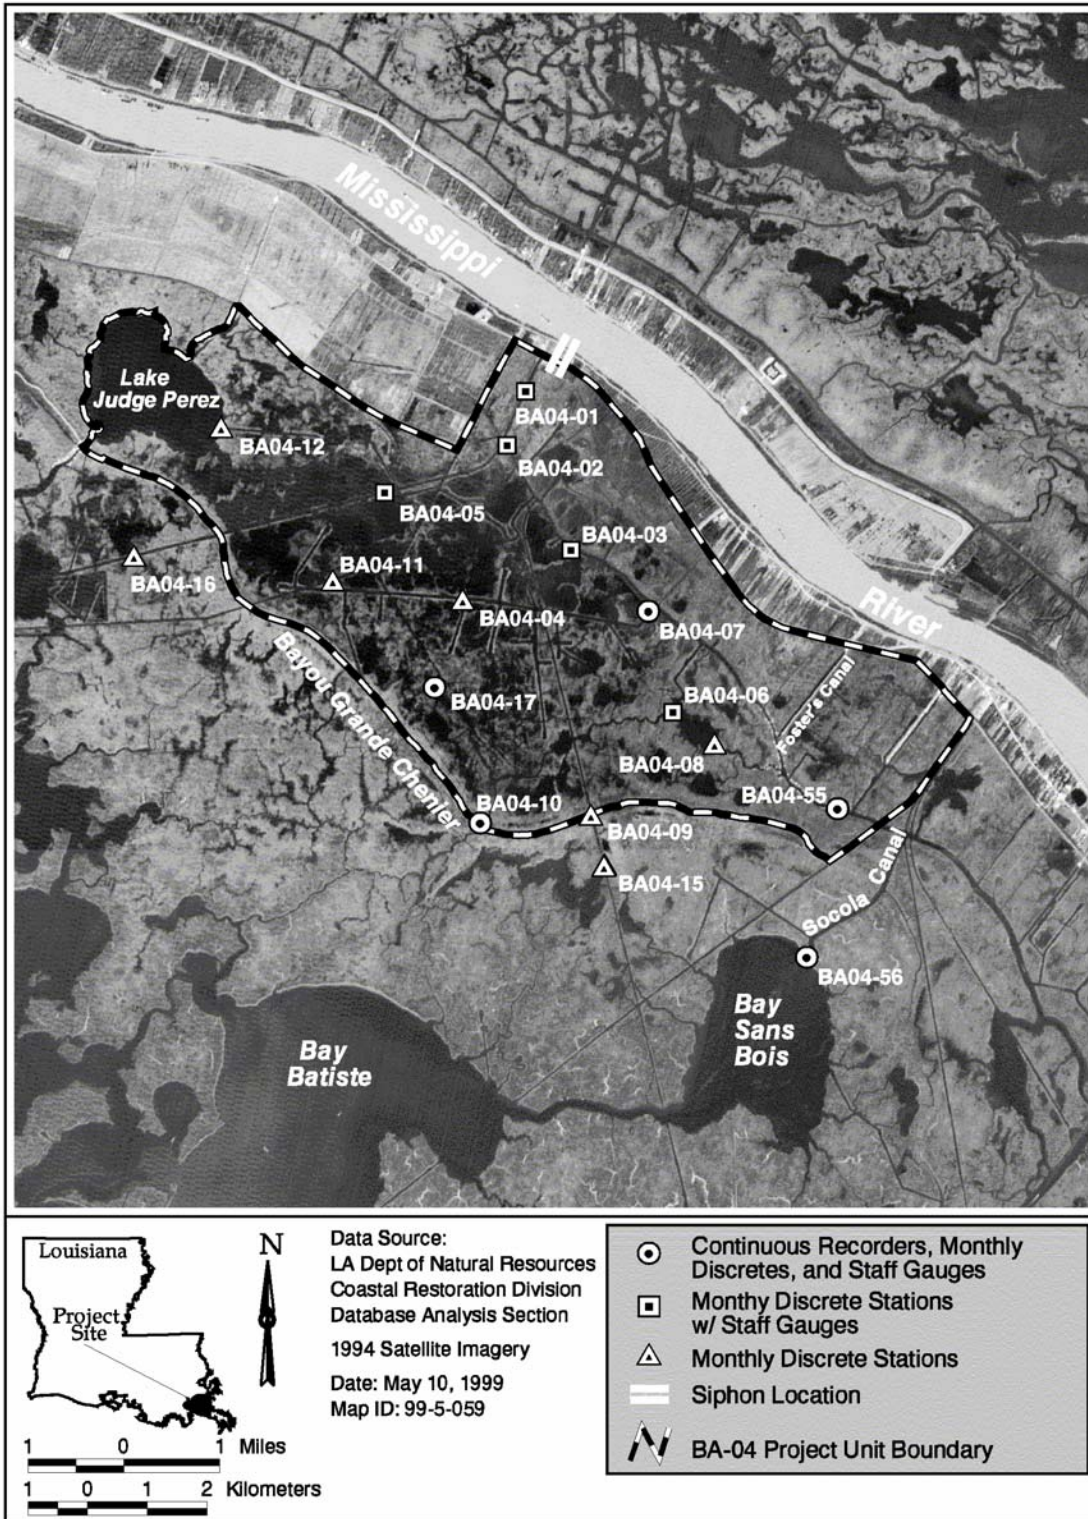 Mississippi
River
Lake
Judge Perez
BA04-01
BA04-12
BA04-02
BA04-05
BA04-03
BA04-11
BA04-16
BA04-04
BA04-07
Bayou Grande Chenier
BA04-17
BA04-06
Foster's Canal
BA04-08
BA04-10
BA04-55
BA04-09
BA04-15
Socola Canal
BA04-56
Bay
Sans
Bois
Bay
Batiste
Louisiana
Project
Site
N
1 0 1 Miles
1 0 1 2 Kilometers
Data Source:
LA Dept of Natural Resources
Coastal Restoration Division
Database Analysis Section
1994 Satellite Imagery
Date: May 10, 1999
Map ID: 99-5-059
Continuous Recorders, Monthly
Discretes, and Staff Gauges
Monthy Discrete Stations
w/ Staff Gauges
Monthly Discrete Stations
Siphon Location
BA-04 Project Unit Boundary